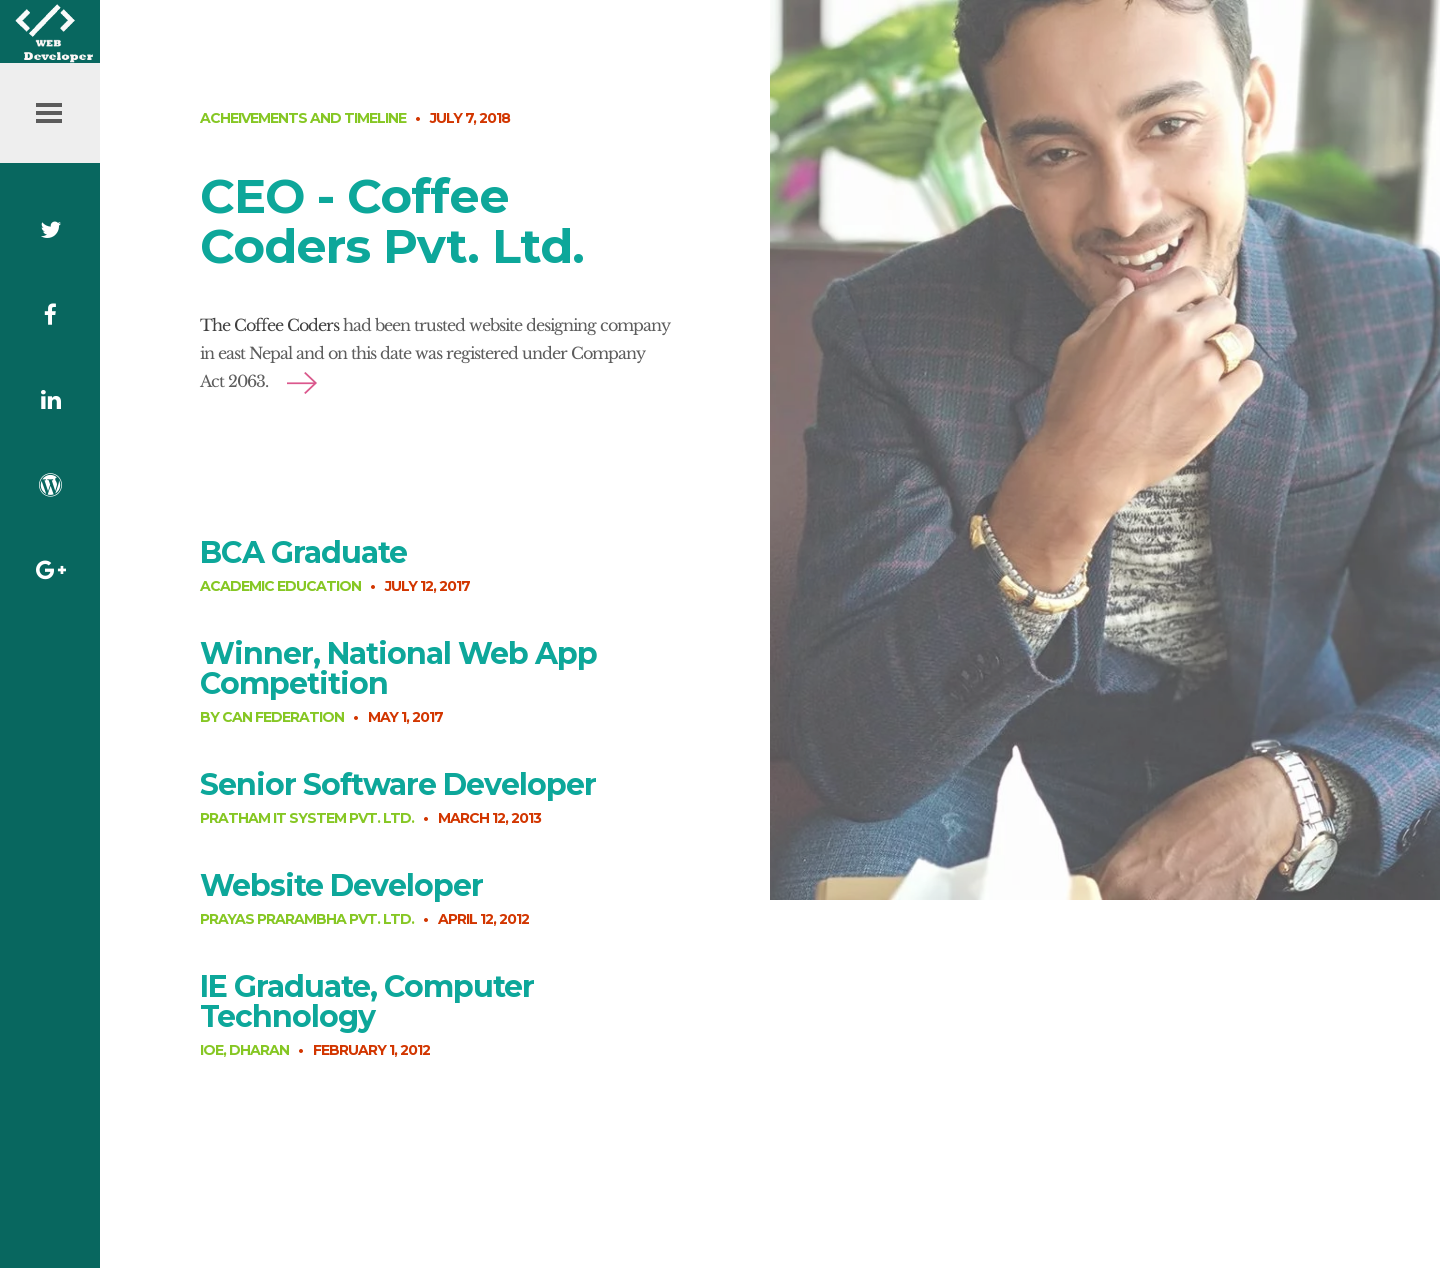 WEB
Developer
ACHEIVEMENTS AND TIMELINE • JULY 7, 2018
CEO - Coffee
Coders Pvt. Ltd.
The Coffee Coders had been trusted website designing company
in east Nepal and on this date was registered under Company
Act 2063.
BCA Graduate
ACADEMIC EDUCATION • JULY 12, 2017
Winner, National Web App
Competition
BY CAN FEDERATION • MAY 1, 2017
Senior Software Developer
PRATHAM IT SYSTEM PVT. LTD. • MARCH 12, 2013
Website Developer
PRAYAS PRARAMBHA PVT. LTD. • APRIL 12, 2012
IE Graduate, Computer
Technology
IOE, DHARAN • FEBRUARY 1, 2012